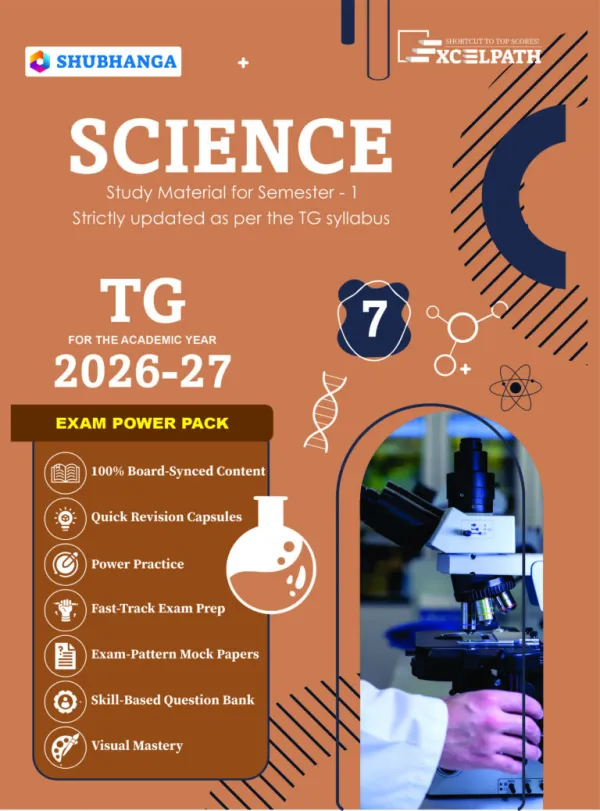 SHUBHANGA
SHORTCUT TO TOP SCORES!
EXCELPATH
SCIENCE
Study Material for Semester - 1
Strictly updated as per the TG syllabus
TG
FOR THE ACADEMIC YEAR
2026-27
7
EXAM POWER PACK
100% Board-Synced Content
Quick Revision Capsules
Power Practice
Fast-Track Exam Prep
Exam-Pattern Mock Papers
Skill-Based Question Bank
Visual Mastery